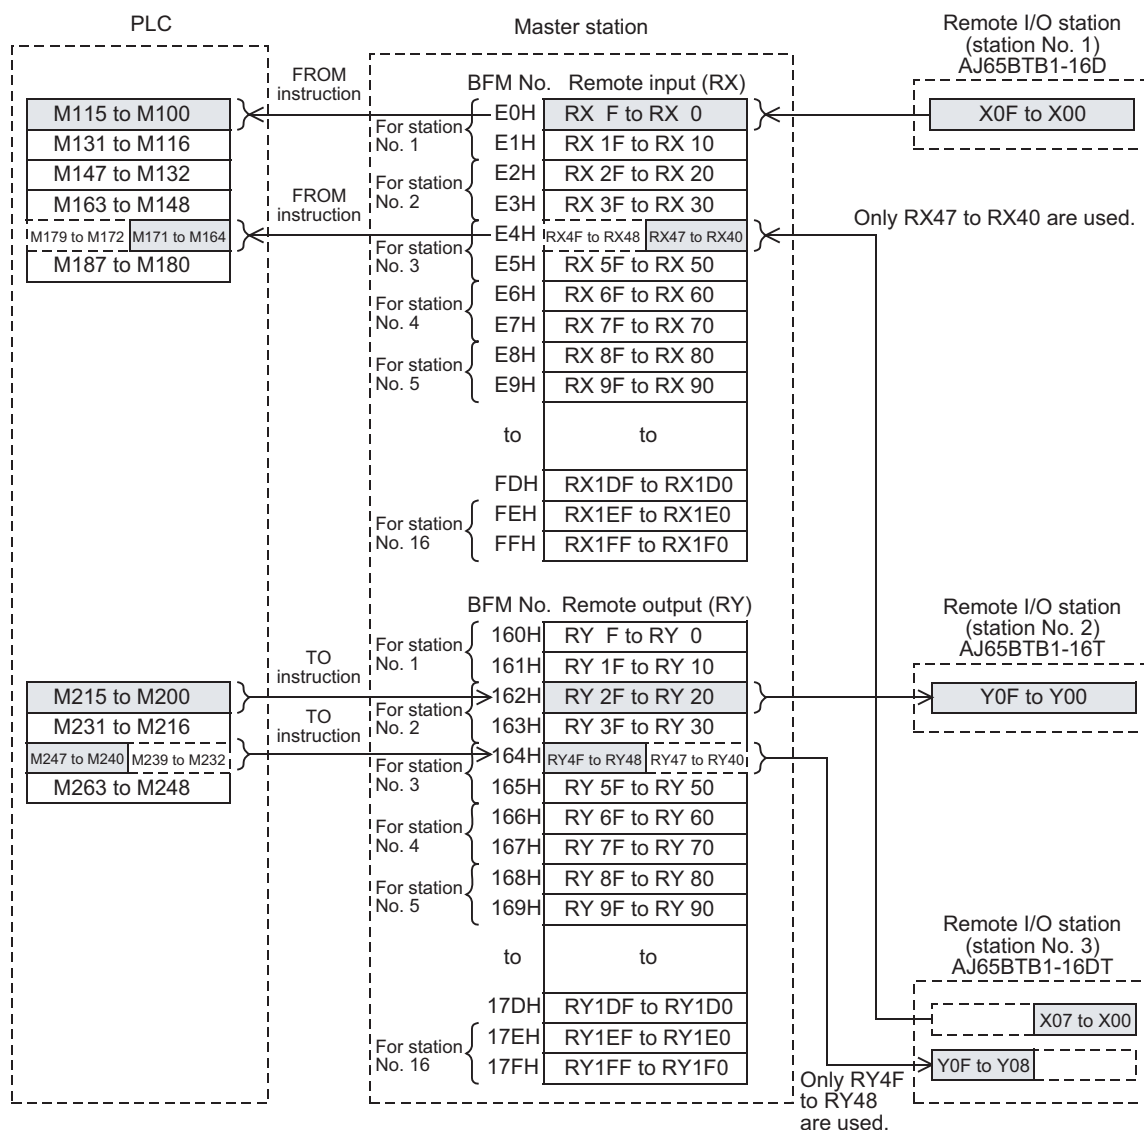 PLC
Master station
Remote I/O station
(station No. 1)
AJ65BTB1-16D
FROM
instruction
BFM No. Remote input (RX)
M115 to M100
E0H
RX F to RX 0
X0F to X00
For station
No. 1
M131 to M116
E1H
RX 1F to RX 10
M147 to M132
E2H
RX 2F to RX 20
For station
No. 2
M163 to M148
E3H
RX 3F to RX 30
FROM
instruction
Only RX47 to RX40 are used.
M179 to M172
M171 to M164
E4H
RX4F to RX48
RX47 to RX40
For station
No. 3
M187 to M180
E5H
RX 5F to RX 50
E6H
RX 6F to RX 60
For station
No. 4
E7H
RX 7F to RX 70
E8H
RX 8F to RX 80
For station
No. 5
E9H
RX 9F to RX 90
to
to
FDH
RX1DF to RX1D0
FEH
RX1EF to RX1E0
For station
No. 16
FFH
RX1FF to RX1F0
BFM No. Remote output (RY)
Remote I/O station
(station No. 2)
AJ65BTB1-16T
160H
RY F to RY 0
For station
No. 1
161H
RY 1F to RY 10
TO
instruction
M215 to M200
162H
RY 2F to RY 20
Y0F to Y00
For station
No. 2
M231 to M216
163H
RY 3F to RY 30
TO
instruction
M247 to M240
M239 to M232
164H
RY4F to RY48
RY47 to RY40
For station
No. 3
M263 to M248
165H
RY 5F to RY 50
166H
RY 6F to RY 60
For station
No. 4
167H
RY 7F to RY 70
168H
RY 8F to RY 80
For station
No. 5
169H
RY 9F to RY 90
Remote I/O station
(station No. 3)
AJ65BTB1-16DT
to
to
17DH
RY1DF to RY1D0
X07 to X00
17EH
RY1EF to RY1E0
For station
No. 16
17FH
RY1FF to RY1F0
Y0F to Y08
Only RY4F
to RY48
are used.